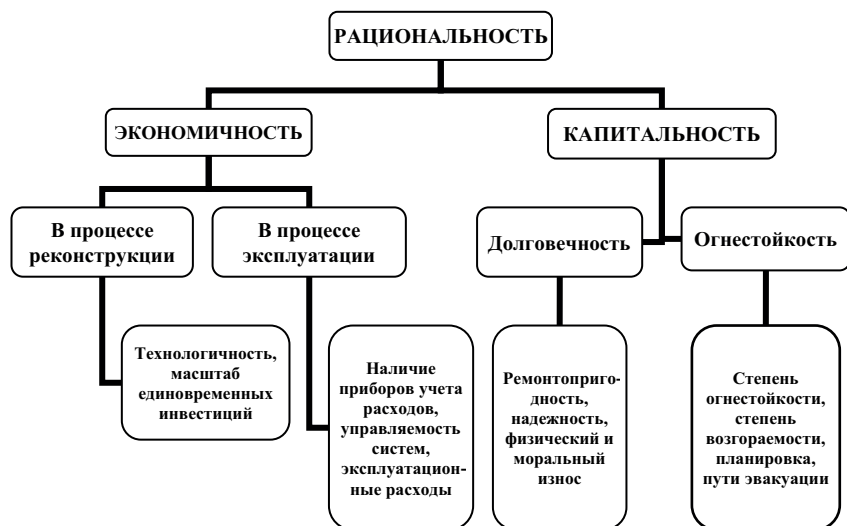 РАЦИОНАЛЬНОСТЬ
ЭКОНОМИЧНОСТЬ
КАПИТАЛЬНОСТЬ
В процессе
реконструкции
В процессе
эксплуатации
Долговечность
Огнестойкость
Технологичность,
масштаб
единовременных
инвестиций
Наличие
приборов учета
расходов,
управляемость
систем,
эксплуатацион-
ные расходы
Ремонтопригo-
дность,
надежность,
физический и
моральный
износ
Степень
огнестойкости,
степень
возгораемости,
планировка,
пути эвакуации